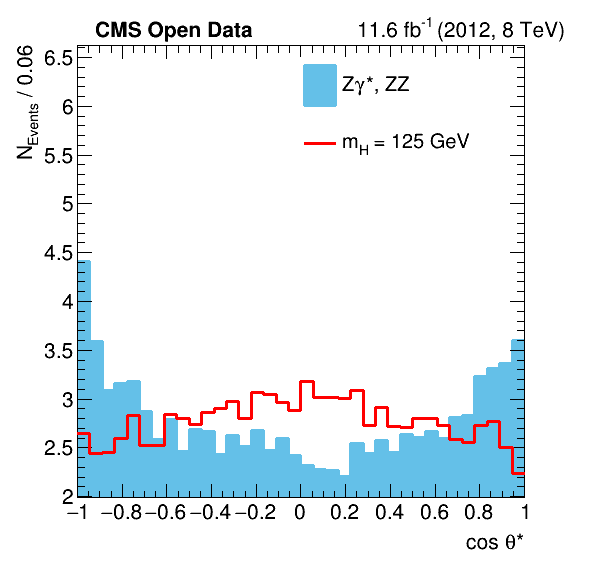 CMS Open Data
11.6 fb⁻¹ (2012, 8 TeV)
N_Events / 0.06
6.5
6
5.5
5
4.5
4
3.5
3
2.5
2
Zγ*, ZZ
m_H = 125 GeV
−1 −0.8 −0.6 −0.4 −0.2 0 0.2 0.4 0.6 0.8 1
cos θ*